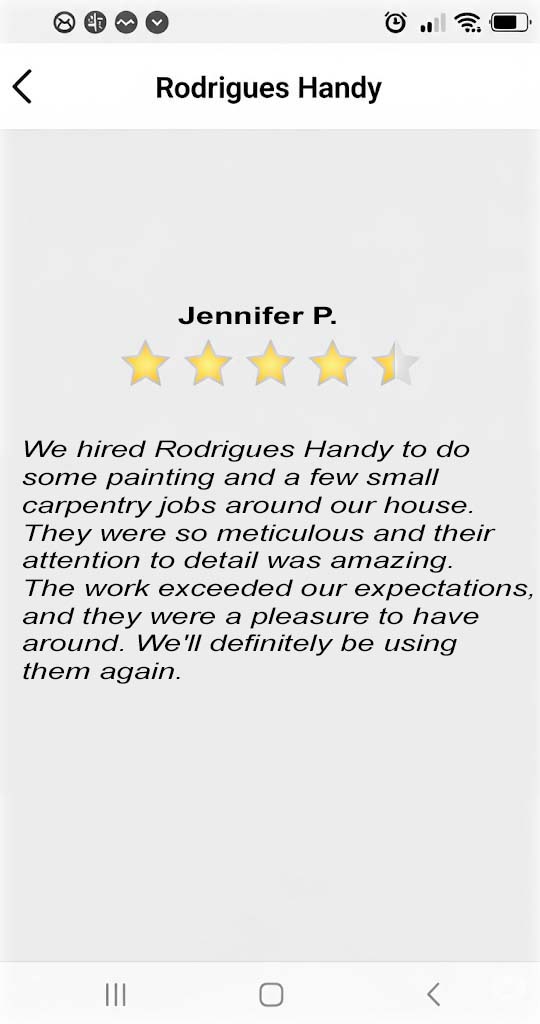 Rodrigues Handy
Jennifer P.
We hired Rodrigues Handy to do
some painting and a few small
carpentry jobs around our house.
They were so meticulous and their
attention to detail was amazing.
The work exceeded our expectations,
and they were a pleasure to have
around. We'll definitely be using
them again.